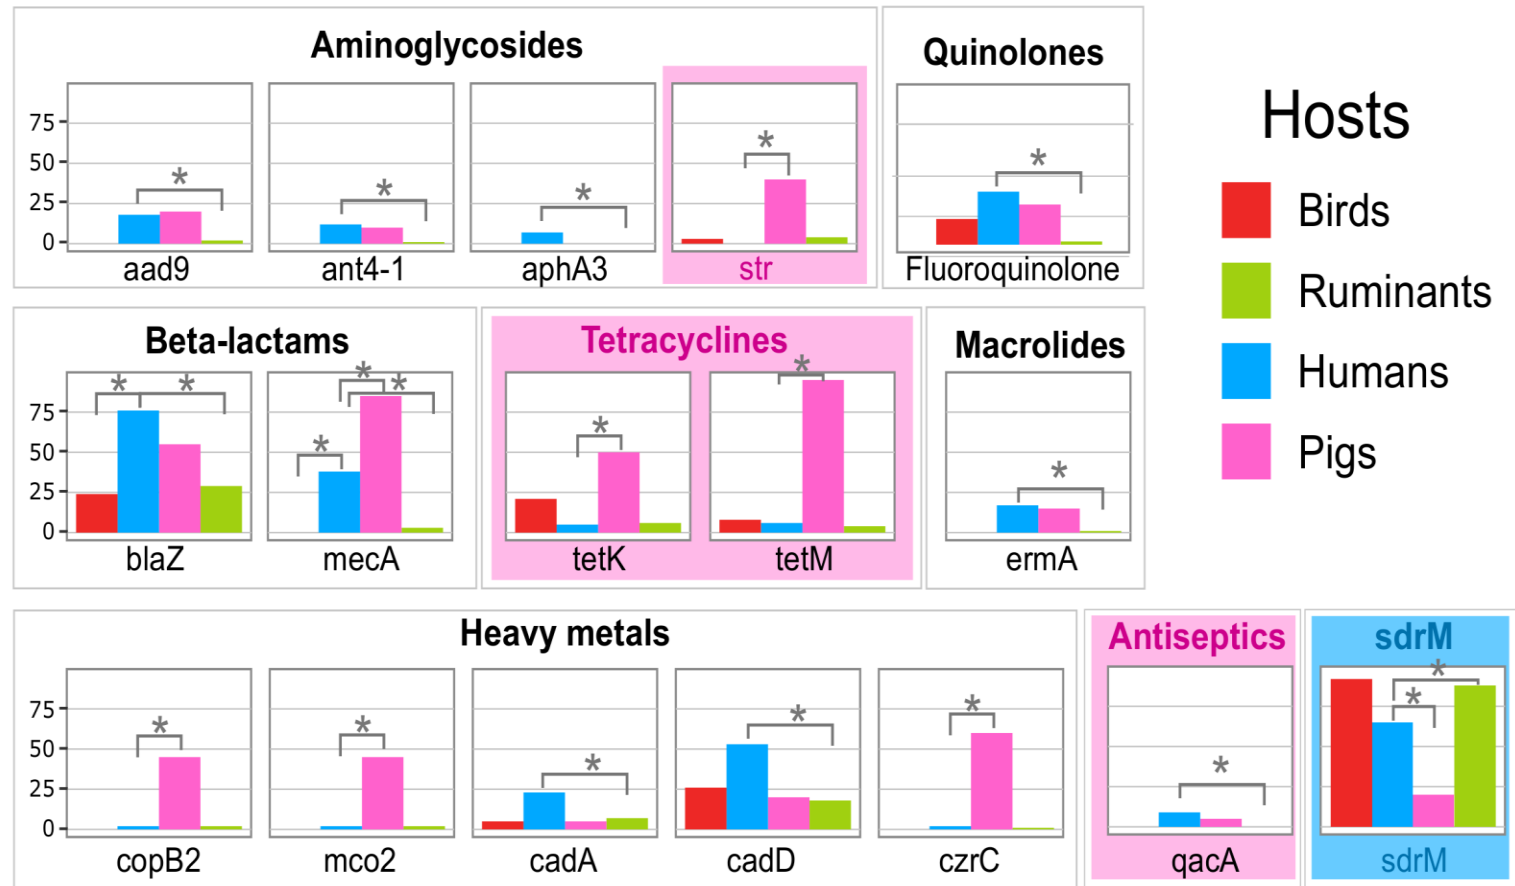 Aminoglycosides
Quinolones
75
50
25
0
* * * * *
aad9 ant4-1 aphA3 str Fluoroquinolone
Hosts
Birds
Ruminants
Humans
Pigs
Beta-lactams
Tetracyclines
Macrolides
75
50
25
0
* * * * * * * *
blaZ mecA tetK tetM ermA
Heavy metals
Antiseptics
sdrM
75
50
25
0
* * * * * * * *
copB2 mco2 cadA cadD czrC qacA sdrM